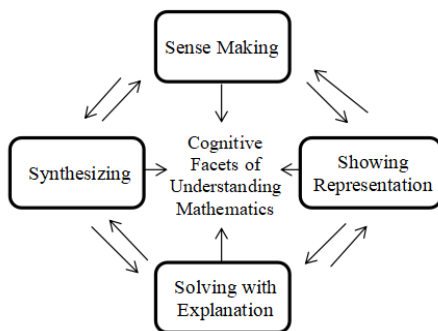 Sense Making
Synthesizing
Cognitive
Facets of
Understanding
Mathematics
Showing
Representation
Solving with
Explanation